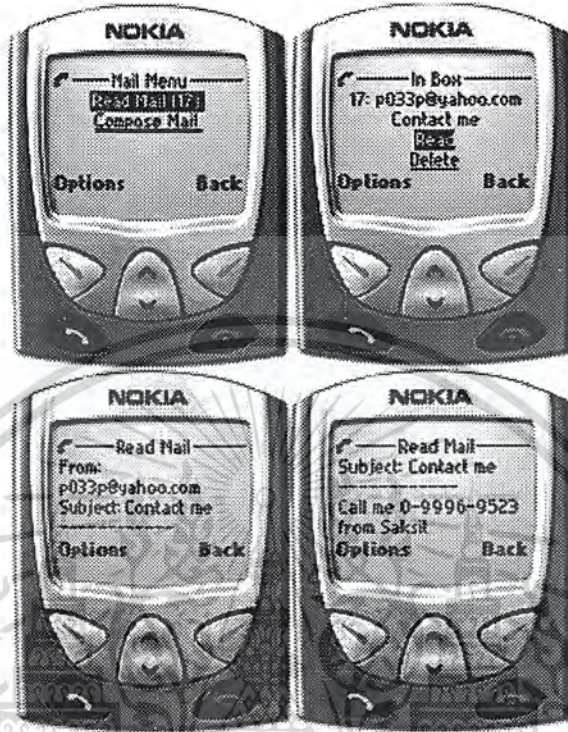 NOKIA
Mail Menu
Read Mail (17)
Compose Mail
Options Back
NOKIA
In Box
17: p033p@yahoo.com
Contact me
Read
Delete
Options Back
NOKIA
Read Mail
From:
p033p@yahoo.com
Subject: Contact me
--------------
Options Back
NOKIA
Read Mail
Subject: Contact me
--------------
Call me 0-9996-9523
from Saksit
Options Back